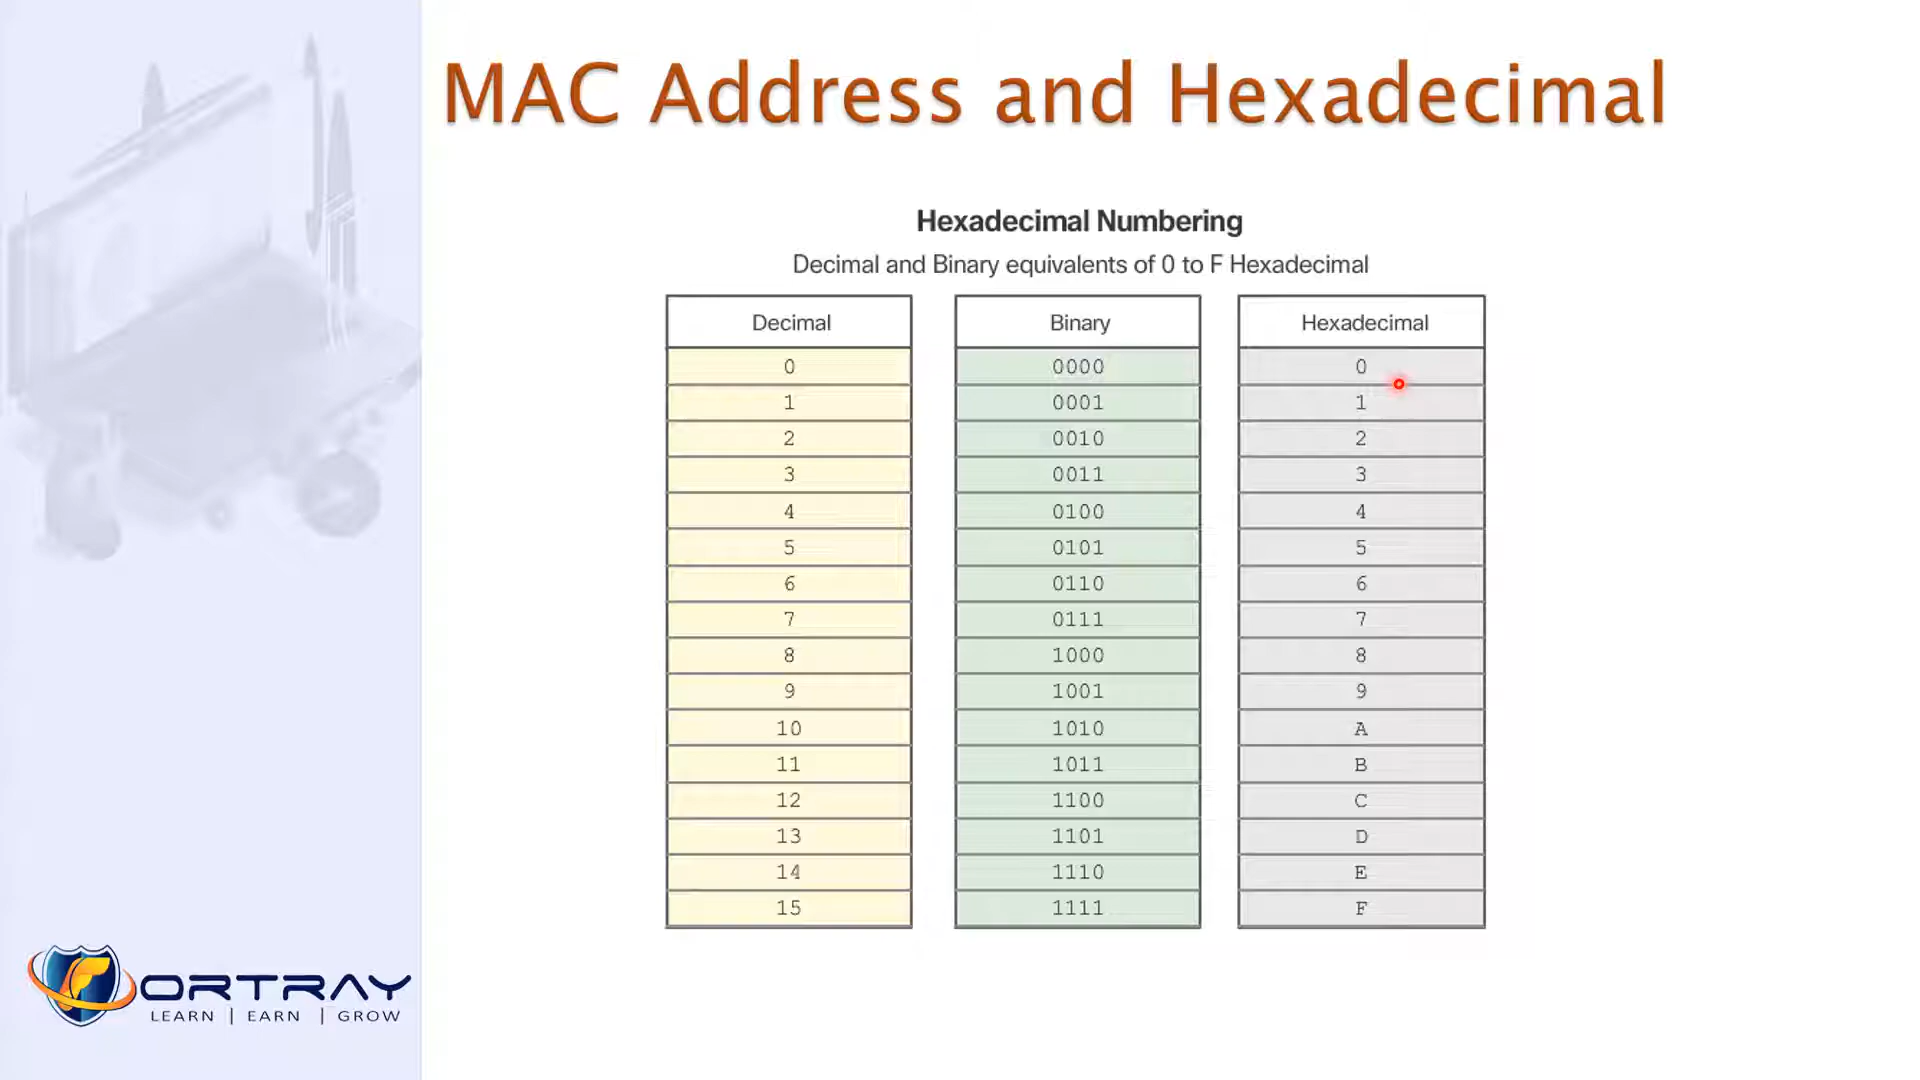 MAC Address and Hexadecimal
Hexadecimal Numbering
Decimal and Binary equivalents of 0 to F Hexadecimal
Decimal Binary Hexadecimal
0 0000 0
1 0001 1
2 0010 2
3 0011 3
4 0100 4
5 0101 5
6 0110 6
7 0111 7
8 1000 8
9 1001 9
10 1010 A
11 1011 B
12 1100 C
13 1101 D
14 1110 E
15 1111 F
FORTRAY
LEARN | EARN | GROW